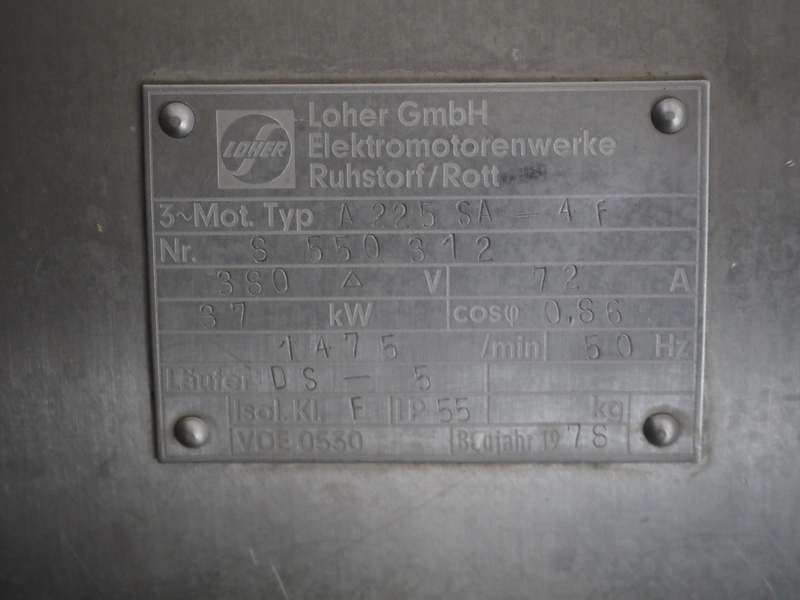 LOHER
Loher GmbH
Elektromotorenwerke
Ruhstorf/Rott
3~Mot. Typ A 225 SA - 4 F
Nr. S 550 312
380 △ V 72 A
37 kW cosφ 0,86
1475 /min 50 Hz
Läufer DS - 5
Isol. Kl. F IP 55 kg
VDE 0530 Baujahr 1978